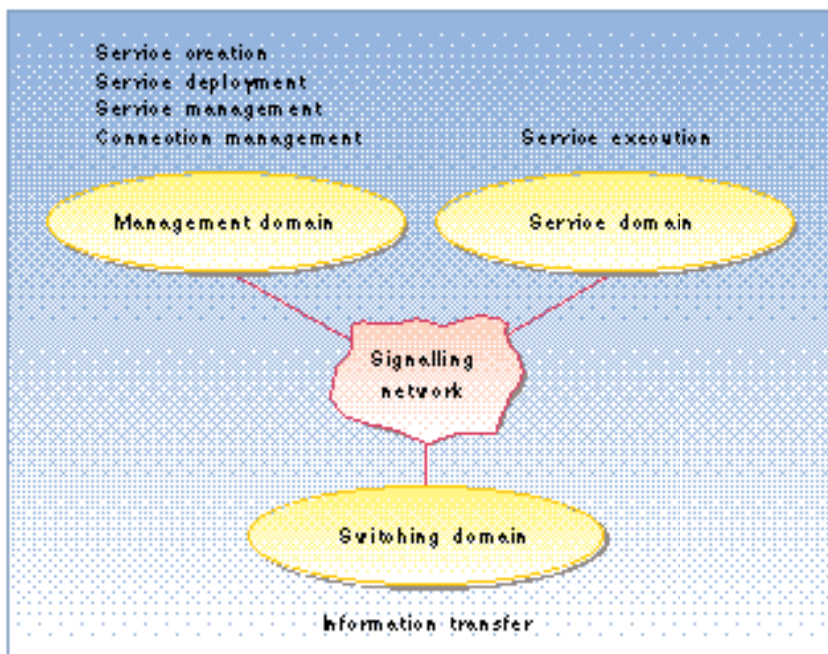 Service creation
Service deployment
Service management
Connection management
Service execution
Management domain
Service domain
Signalling
network
Switching domain
Information transfer